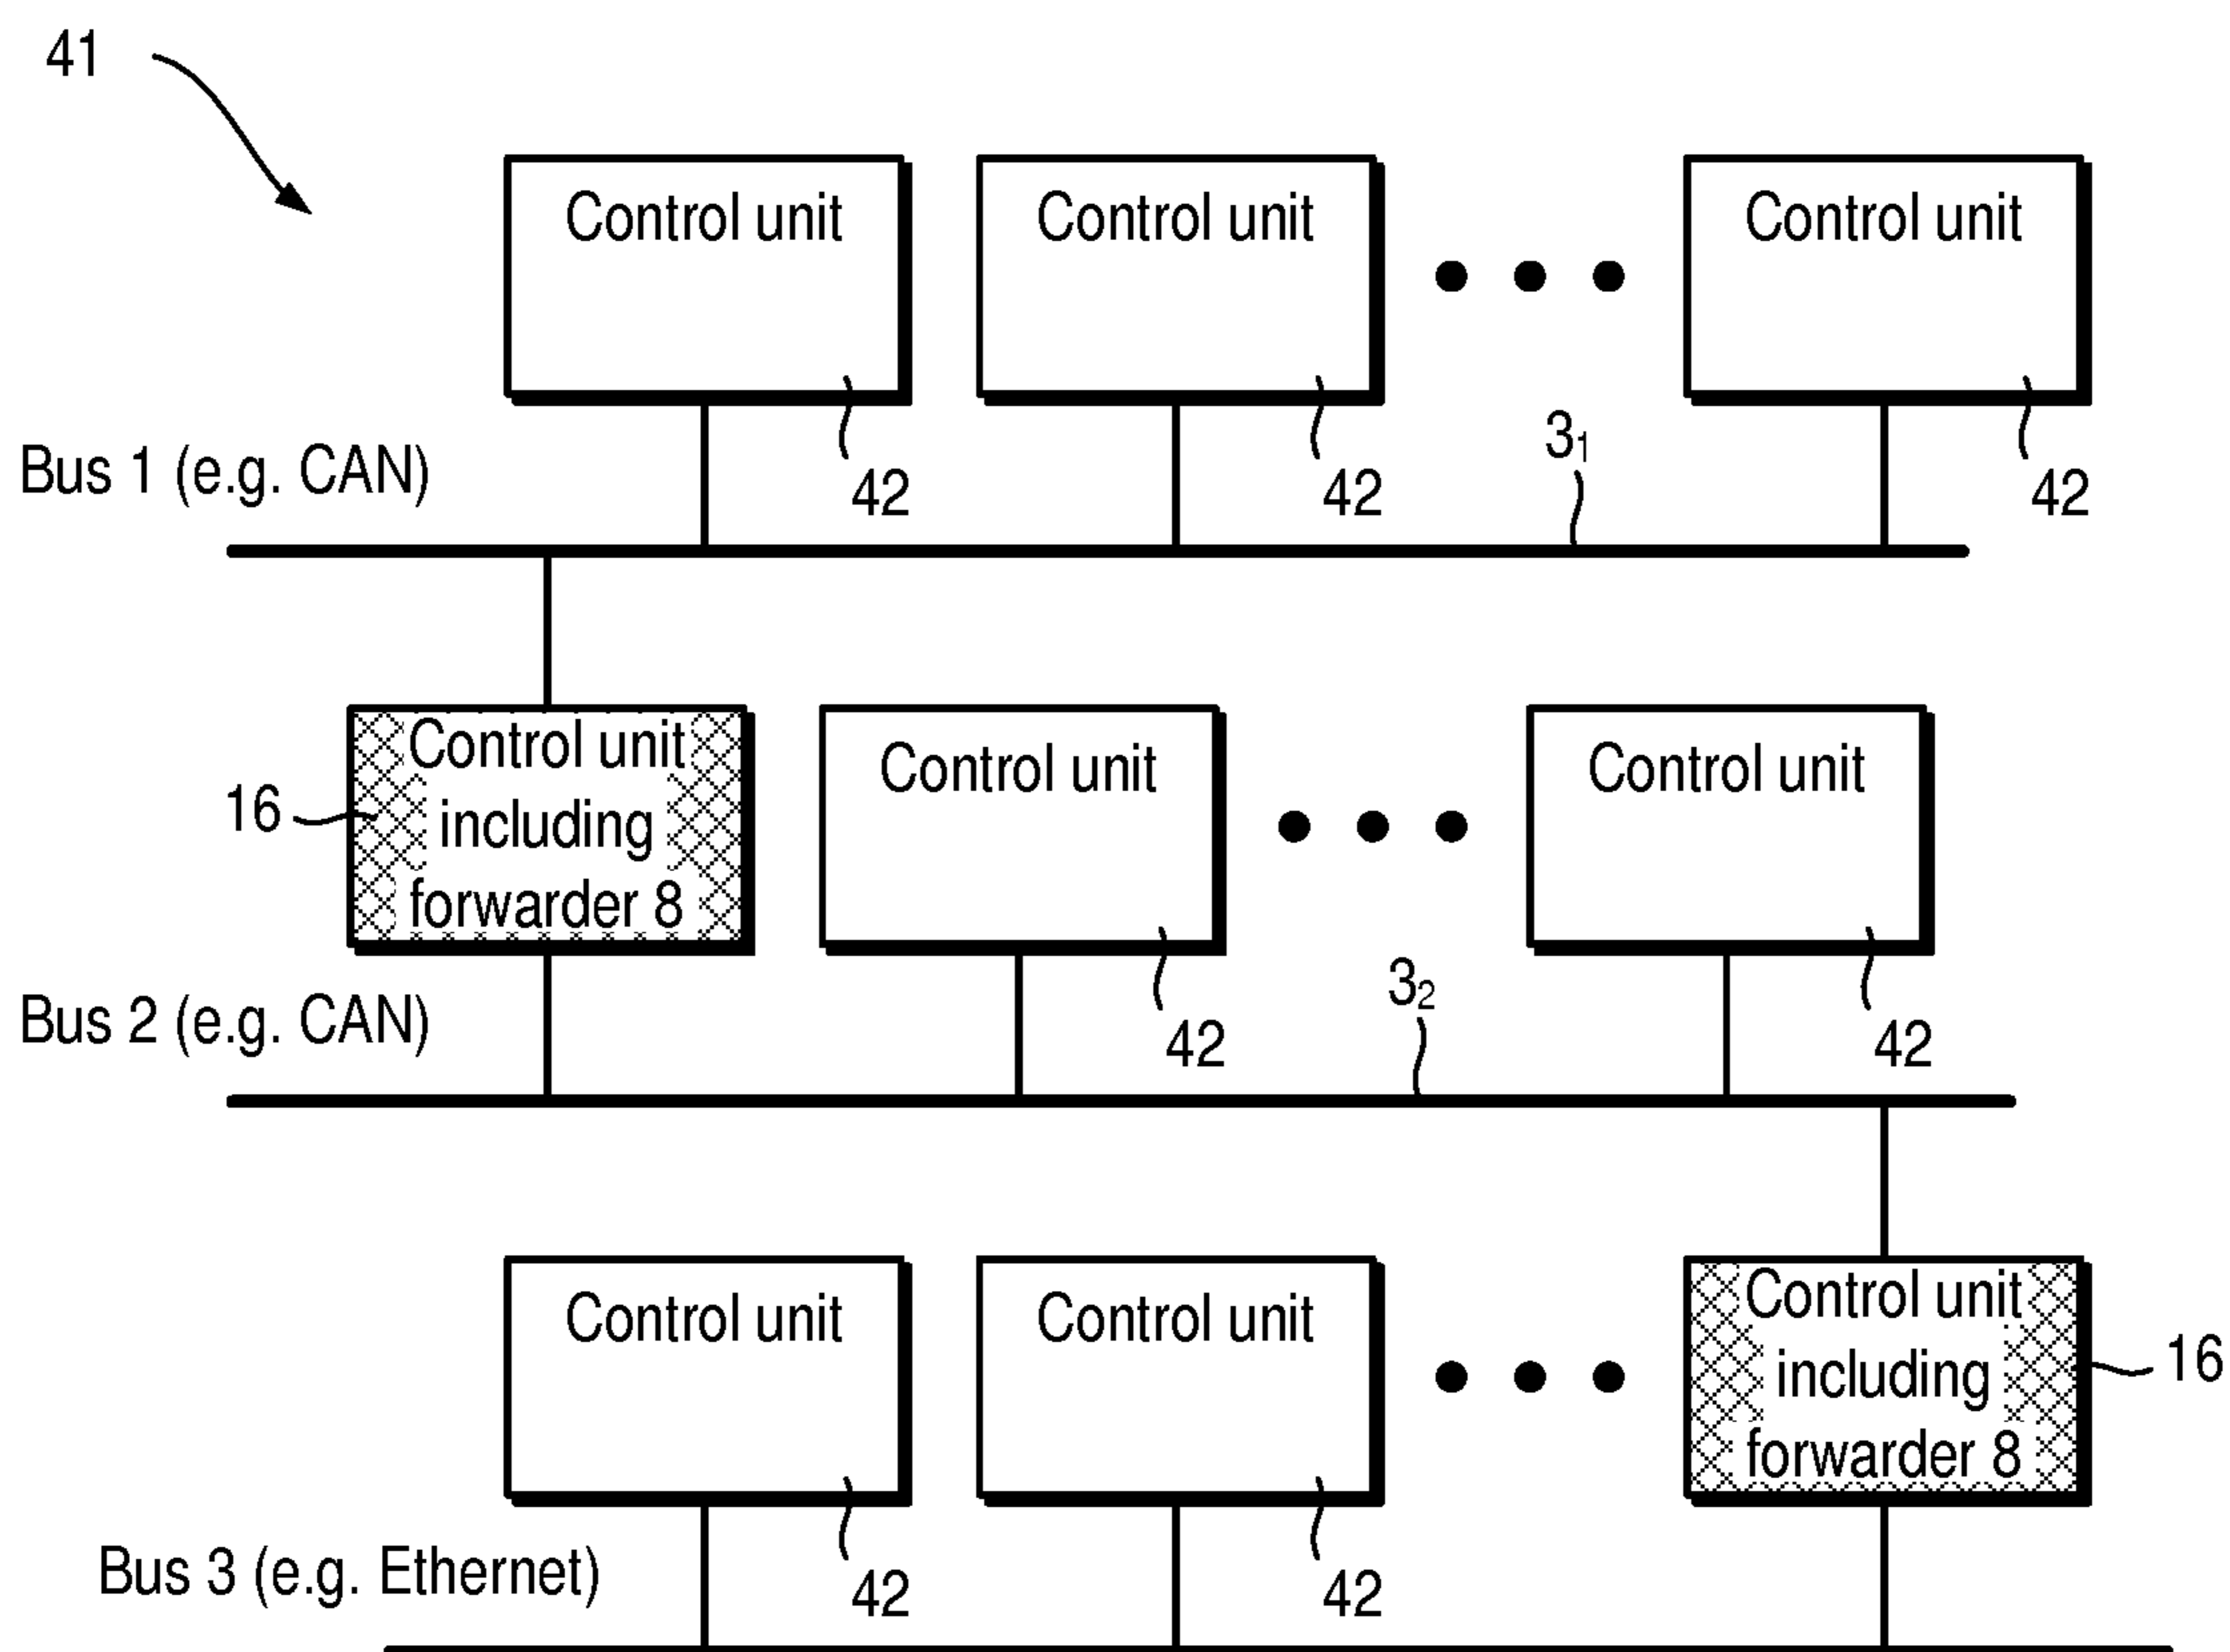 41
Control unit
Control unit
Control unit
42
42
42
Bus 1 (e.g. CAN)
3₁
16
Control unit
including
forwarder 8
Control unit
Control unit
42
42
Bus 2 (e.g. CAN)
3₂
Control unit
Control unit
Control unit
including
forwarder 8
16
42
42
Bus 3 (e.g. Ethernet)